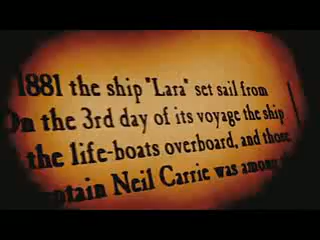 1881 the ship "Lara" set sail from
On the 3rd day of its voyage the ship
the life-boats overboard, and those
Captain Neil Carrie was among